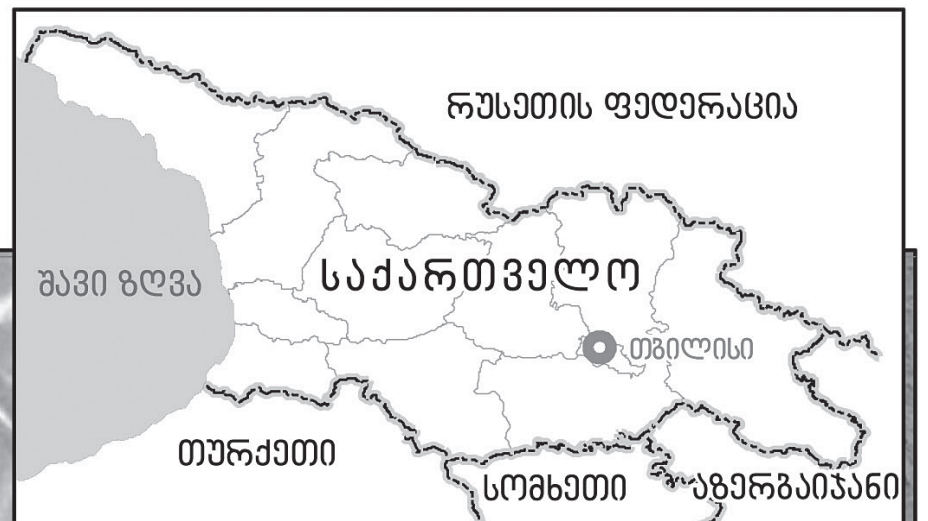 რუსეთის ფედერაცია
შავი ზღვა
საქართველო
თბილისი
თურქეთი
სომხეთი
აზერბაიჯანი